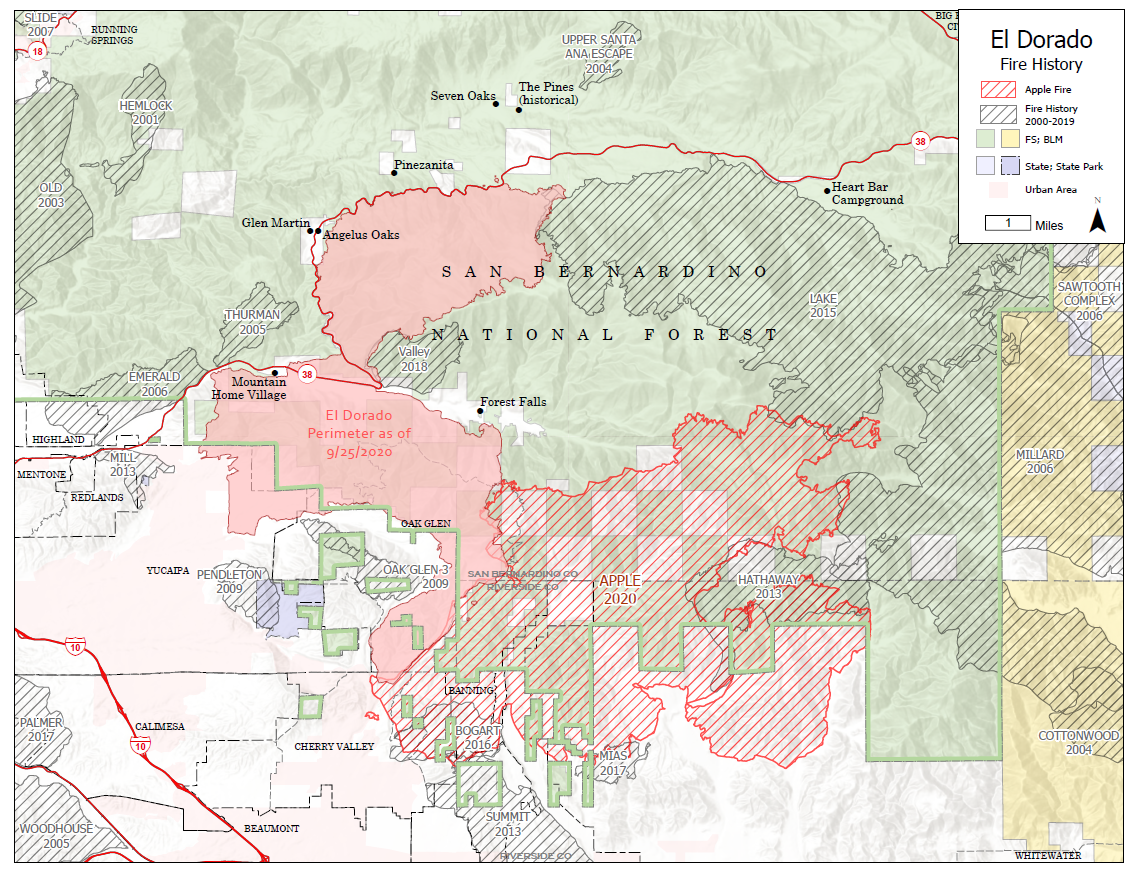 SLIDE
2007
RUNNING
SPRINGS
18
UPPER SANTA
ANA ESCAPE
2004
El Dorado
Fire History
Apple Fire
Fire History
2000-2019
FS; BLM
State; State Park
Urban Area
N
1 Miles
HEMLOCK
2001
Seven Oaks
The Pines
(historical)
38
Pinezanita
OLD
2003
Heart Bar
Campground
Glen Martin
Angelus Oaks
SAN BERNARDINO
NATIONAL FOREST
LAKE
2015
SAWTOOTH
COMPLEX
2006
THURMAN
2005
Valley
2018
EMERALD
2006
Mountain
Home Village
38
Forest Falls
El Dorado
Perimeter as of
9/25/2020
HIGHLAND
MILL
2013
MENTONE
REDLANDS
MILLARD
2006
OAK GLEN
YUCAIPA
PENDLETON
2009
OAK GLEN 3
2009
SAN BERNARDINO CO
RIVERSIDE CO
APPLE
2020
HATHAWAY
2013
10
BANNING
PALMER
2017
CALIMESA
10
CHERRY VALLEY
BOGART
2016
MIAS
2017
COTTONWOOD
2004
WOODHOUSE
2005
BEAUMONT
SUMMIT
2013
RIVERSIDE CO
WHITEWATER